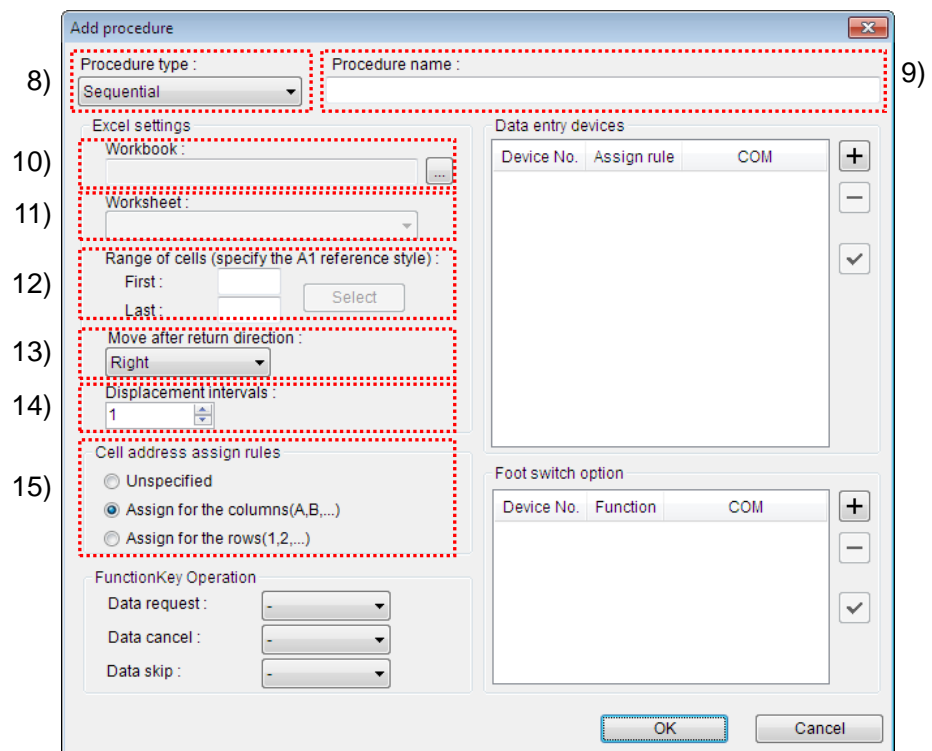 Add procedure
8)
Procedure type :
Sequential
Procedure name :
9)
Excel settings
10)
Workbook :
...
11)
Worksheet :
12)
Range of cells (specify the A1 reference style) :
First :
Last :
Select
13)
Move after return direction :
Right
14)
Displacement intervals :
1
15)
Cell address assign rules
Unspecified
Assign for the columns(A,B,...)
Assign for the rows(1,2,...)
FunctionKey Operation
Data request : -
Data cancel : -
Data skip : -
Data entry devices
Device No. Assign rule COM
Foot switch option
Device No. Function COM
OK Cancel